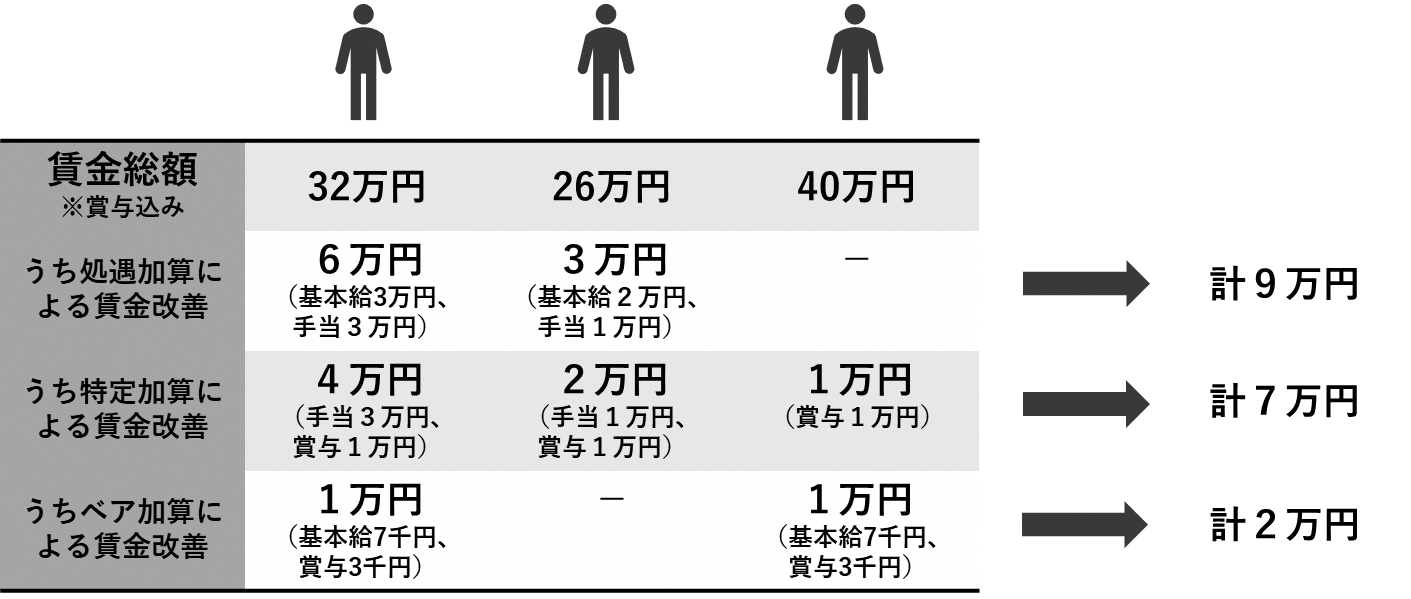 賃金総額
※賞与込み
32万円
26万円
40万円
うち処遇加算に
よる賃金改善
６万円
（基本給3万円、
手当３万円）
３万円
（基本給２万円、
手当１万円）
－
計９万円
うち特定加算に
よる賃金改善
４万円
（手当３万円、
賞与１万円）
２万円
（手当１万円、
賞与１万円）
１万円
（賞与１万円）
計７万円
うちベア加算に
よる賃金改善
１万円
（基本給7千円、
賞与3千円）
－
１万円
（基本給7千円、
賞与3千円）
計２万円